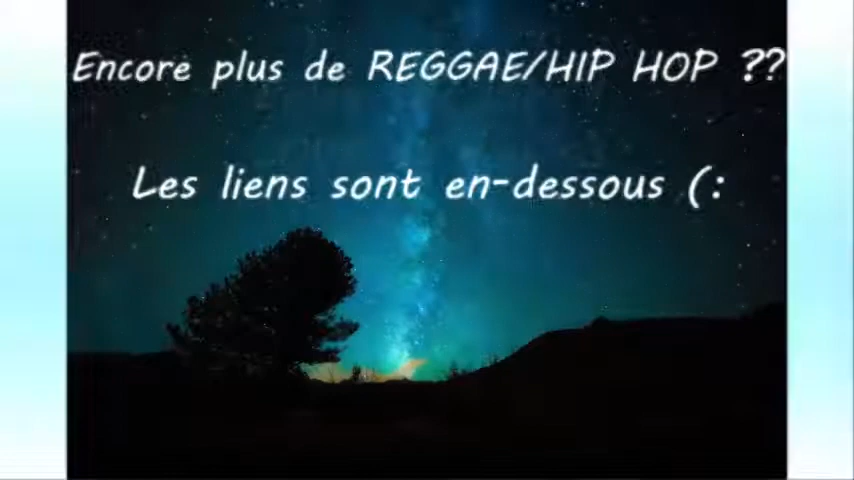 Encore plus de REGGAE/HIP HOP ??
Les liens sont en-dessous (: